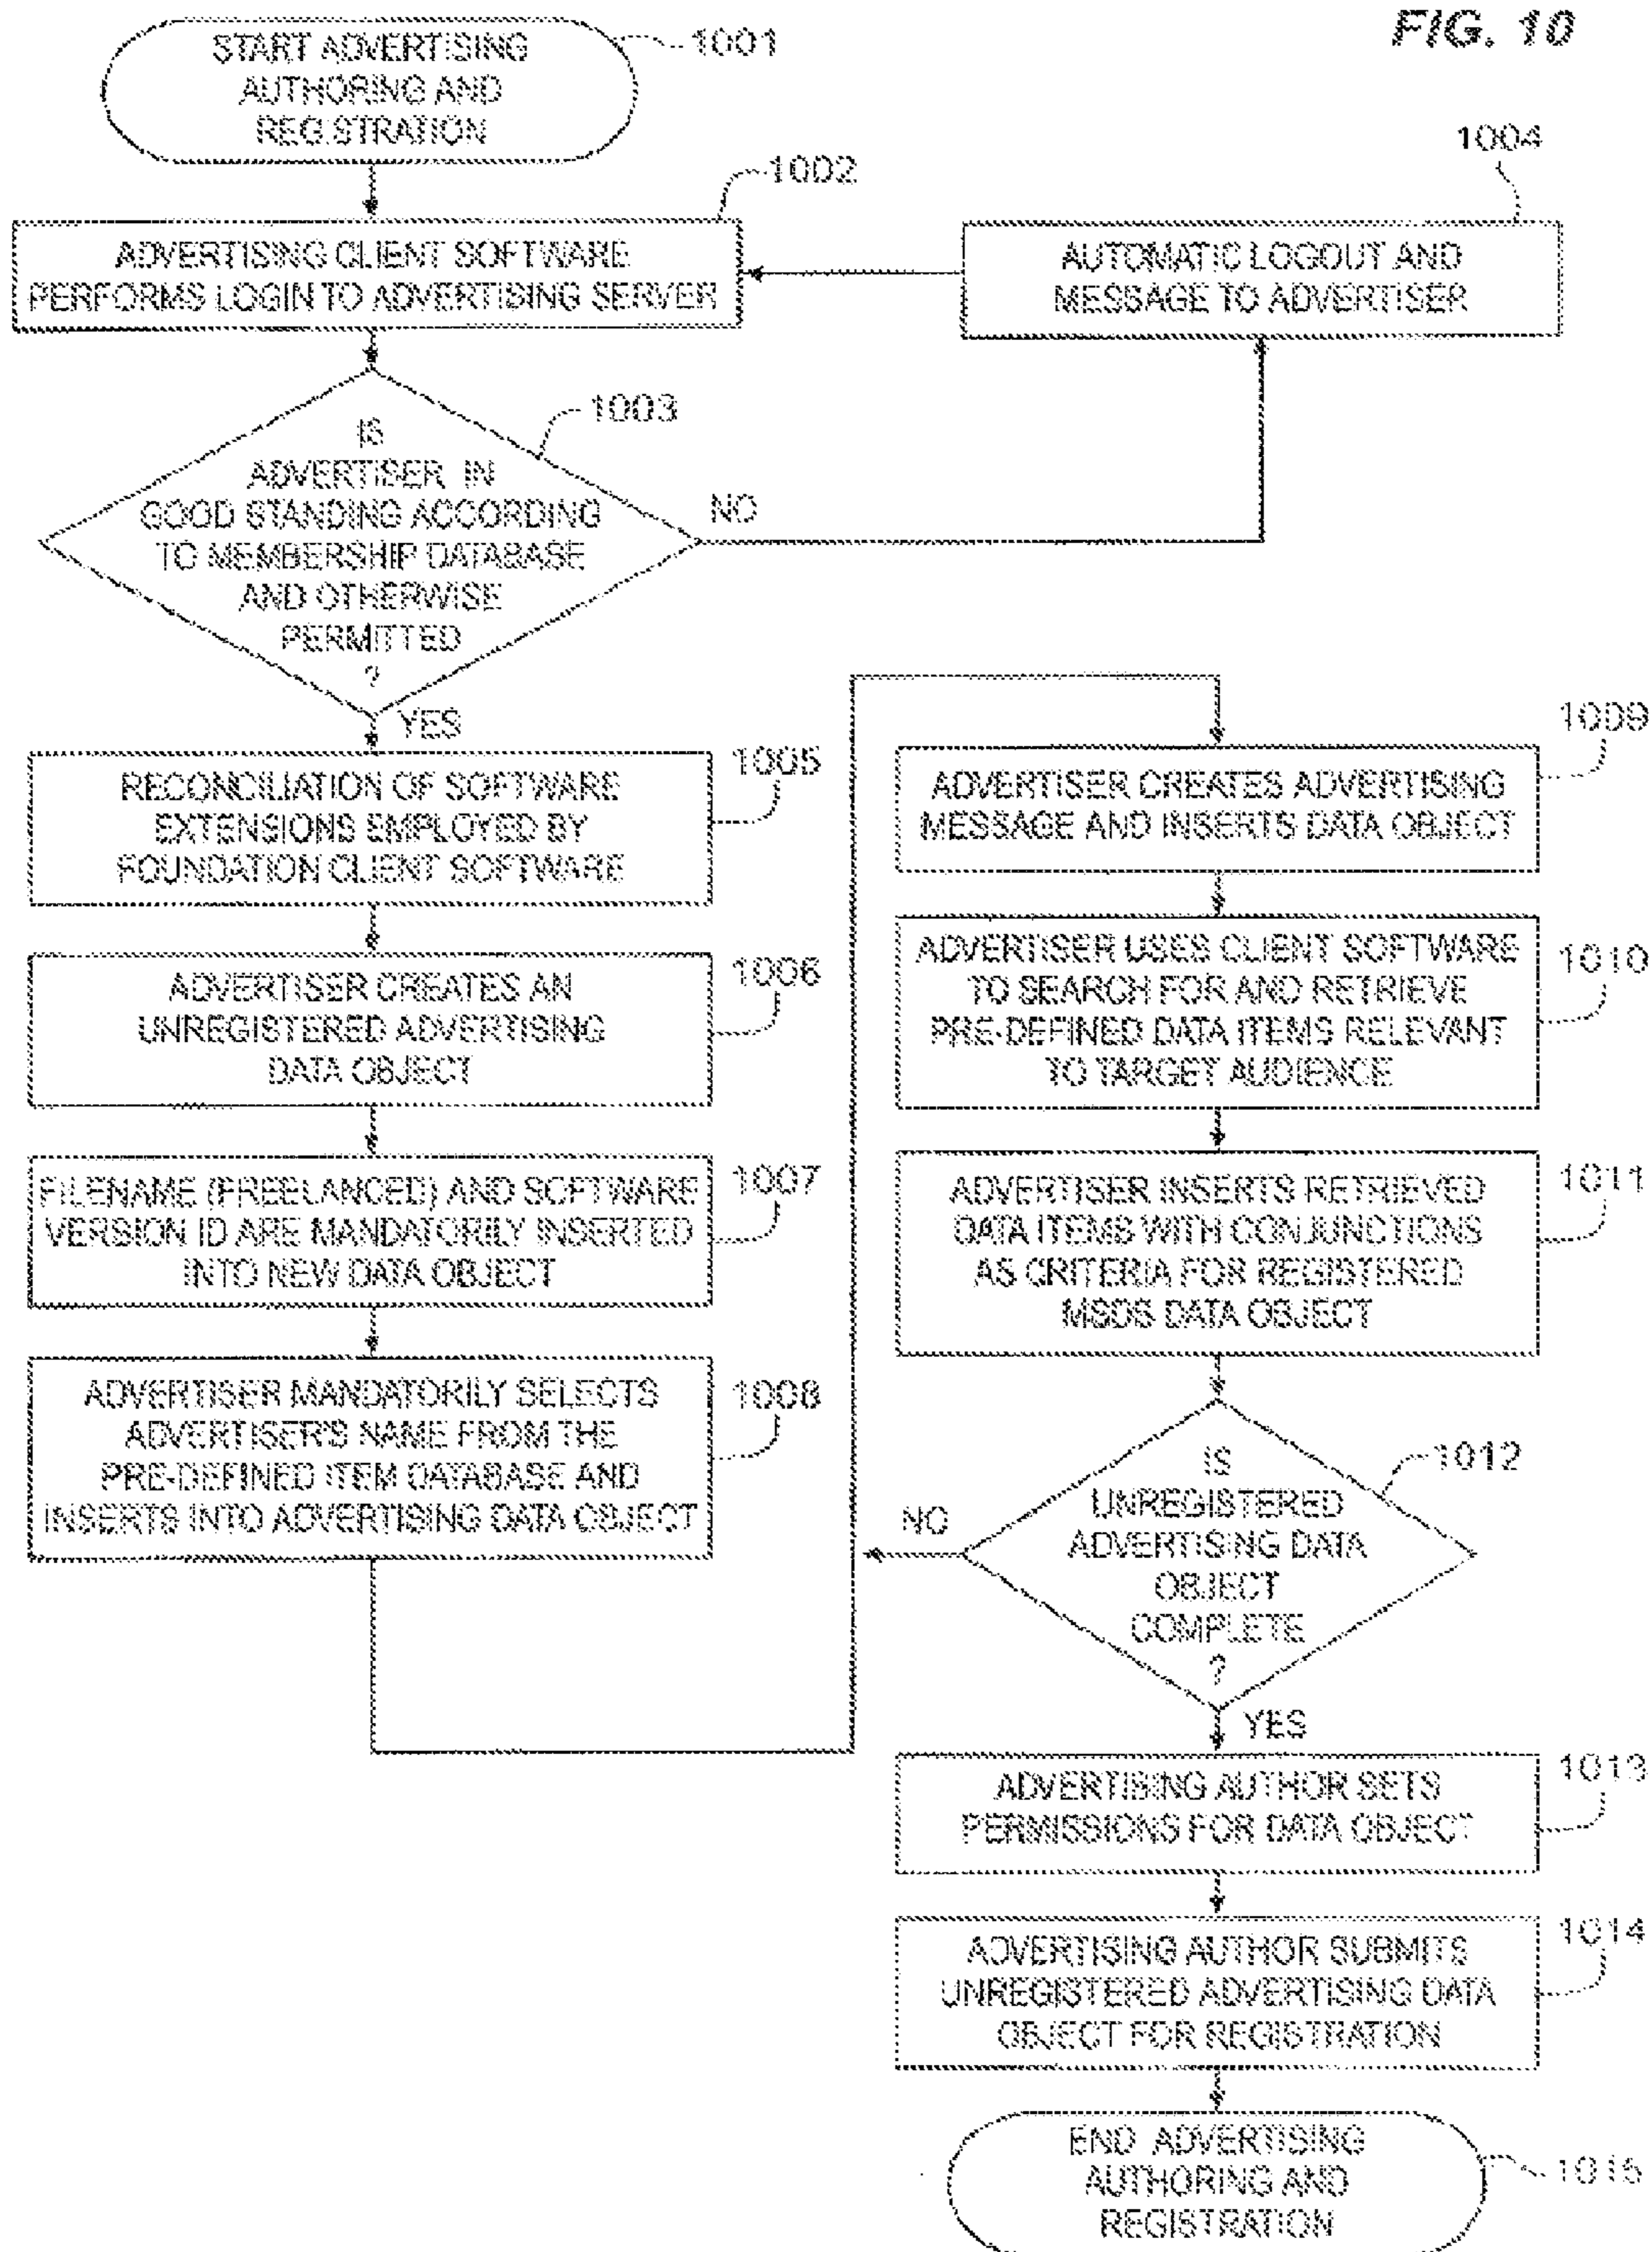 FIG. 10
START ADVERTISING
AUTHORING AND
REGISTRATION
1001
1002
ADVERTISING CLIENT SOFTWARE
PERFORMS LOGIN TO ADVERTISING SERVER
1004
AUTOMATIC LOGOUT AND
MESSAGE TO ADVERTISER
1003
IS
ADVERTISER IN
GOOD STANDING ACCORDING
TO MEMBERSHIP DATABASE
AND OTHERWISE
PERMITTED
?
NO
YES
1005
RECONCILIATION OF SOFTWARE
EXTENSIONS EMPLOYED BY
FOUNDATION CLIENT SOFTWARE
1006
ADVERTISER CREATES AN
UNREGISTERED ADVERTISING
DATA OBJECT
1007
FILENAME (FREELANCED) AND SOFTWARE
VERSION ID ARE MANDATORILY INSERTED
INTO NEW DATA OBJECT
1008
ADVERTISER MANDATORILY SELECTS
ADVERTISER'S NAME FROM THE
PRE-DEFINED ITEM DATABASE AND
INSERTS INTO ADVERTISING DATA OBJECT
1009
ADVERTISER CREATES ADVERTISING
MESSAGE AND INSERTS DATA OBJECT
1010
ADVERTISER USES CLIENT SOFTWARE
TO SEARCH FOR AND RETRIEVE
PRE-DEFINED DATA ITEMS RELEVANT
TO TARGET AUDIENCE
1011
ADVERTISER INSERTS RETRIEVED
DATA ITEMS WITH CONJUNCTIONS
AS CRITERIA FOR REGISTERED
MSDS DATA OBJECT
1012
IS
UNREGISTERED
ADVERTISING DATA
OBJECT
COMPLETE
?
NO
YES
1013
ADVERTISING AUTHOR SETS
PERMISSIONS FOR DATA OBJECT
1014
ADVERTISING AUTHOR SUBMITS
UNREGISTERED ADVERTISING DATA
OBJECT FOR REGISTRATION
END ADVERTISING
AUTHORING AND
REGISTRATION
1015